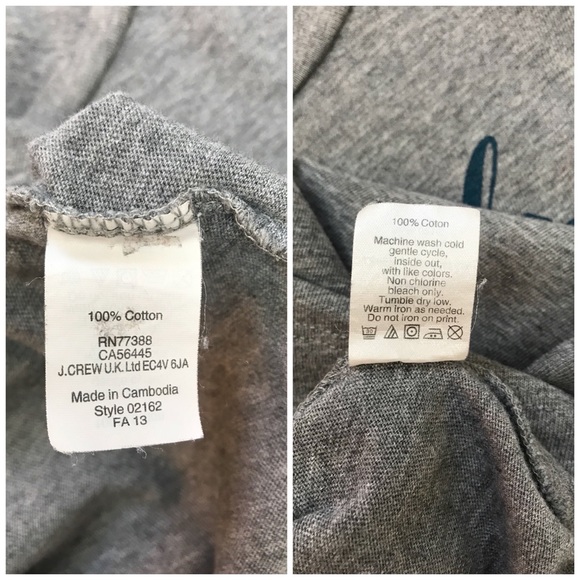 100% Cotton
RN77388
CA56445
J.CREW U.K. Ltd EC4V 6JA
Made in Cambodia
Style 02162
FA 13
100% Coton
Machine wash cold
gentle cycle,
inside out,
with like colors.
Non chlorine
bleach only.
Tumble dry low.
Warm iron as needed.
Do not iron on print.
30